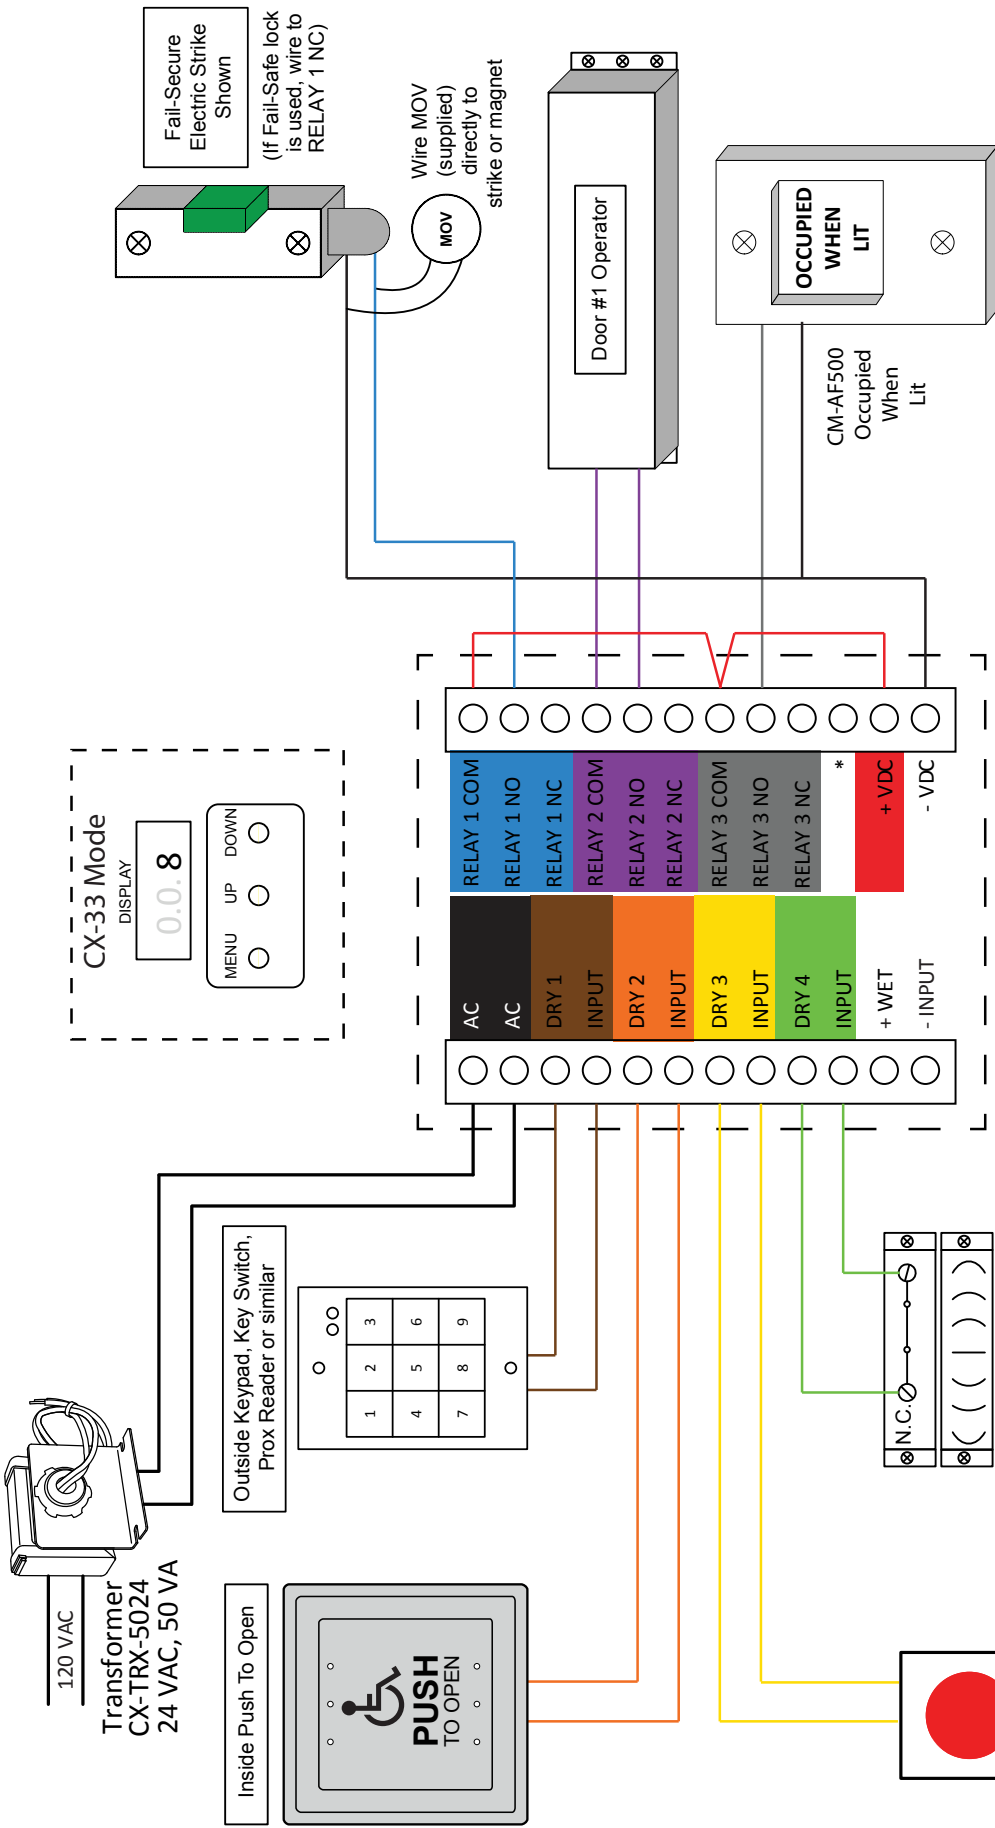 120 VAC
Transformer
CX-TRX-5024
24 VAC, 50 VA
CX-33 Mode
DISPLAY
0.0.8
MENU
UP
DOWN
Fail-Secure
Electric Strike
Shown
(If Fail-Safe lock
is used, wire to
RELAY 1 NC)
Inside Push To Open
PUSH
TO OPEN
Outside Keypad, Key Switch,
Prox Reader or similar
1
2
3
4
5
6
7
8
9
MOV
Wire MOV
(supplied)
directly to
strike or magnet
AC
AC
DRY 1
INPUT
DRY 2
INPUT
DRY 3
INPUT
DRY 4
INPUT
+ WET
- INPUT
RELAY 1 COM
RELAY 1 NO
RELAY 1 NC
RELAY 2 COM
RELAY 2 NO
RELAY 2 NC
RELAY 3 COM
RELAY 3 NO
RELAY 3 NC
*
+ VDC
- VDC
Door #1 Operator
OCCUPIED
WHEN
LIT
CM-AF500
Occupied
When
Lit
N.C.